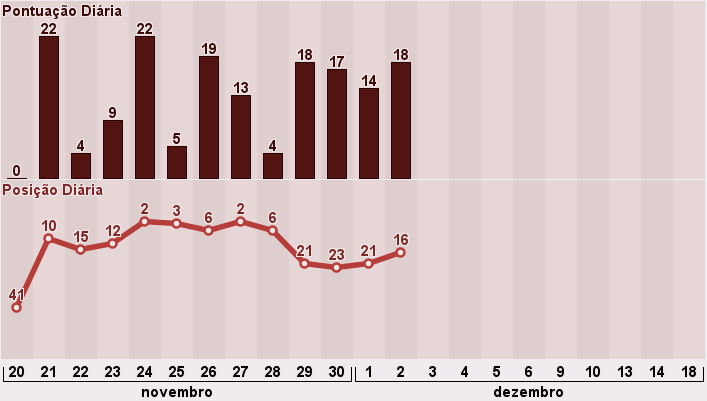 Pontuação Diária
0 22 4 9 22 5 19 13 4 18 17 14 18
Posição Diária
41 10 15 12 2 3 6 2 6 21 23 21 16
20 21 22 23 24 25 26 27 28 29 30 1 2 3 4 5 6 9 10 13 14 18
novembro dezembro